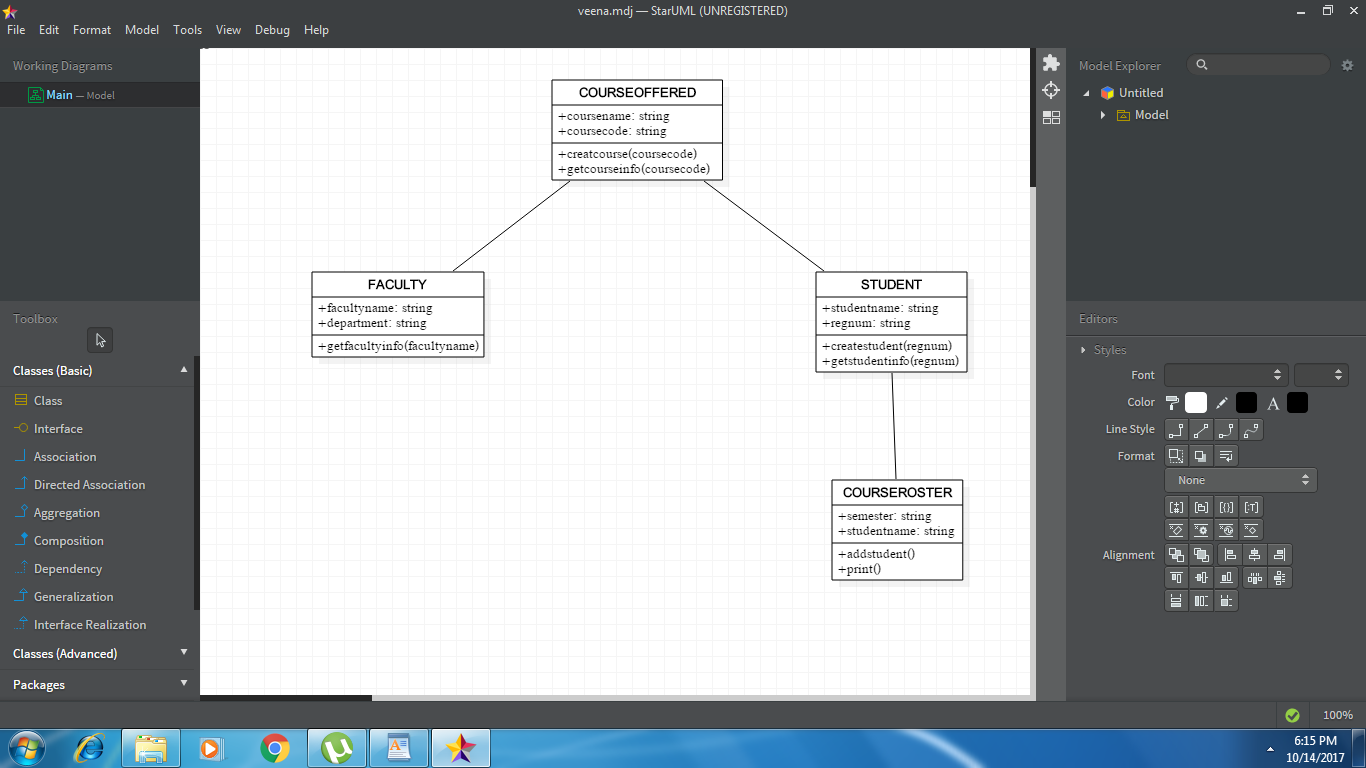 veena.mdj — StarUML (UNREGISTERED)
File Edit Format Model Tools View Debug Help
Working Diagrams
Main — Model
Toolbox
Classes (Basic)
Class
Interface
Association
Directed Association
Aggregation
Composition
Dependency
Generalization
Interface Realization
Classes (Advanced)
Packages
COURSEOFFERED
+coursename: string
+coursecode: string
+creatcourse(coursecode)
+getcourseinfo(coursecode)
FACULTY
+facultyname: string
+department: string
+getfacultyinfo(facultyname)
STUDENT
+studentname: string
+regnum: string
+createstudent(regnum)
+getstudentinfo(regnum)
COURSEROSTER
+semester: string
+studentname: string
+addstudent()
+print()
Model Explorer
Untitled
Model
Editors
Styles
Font
Color
A
Line Style
Format
None
Alignment
100%
6:15 PM
10/14/2017